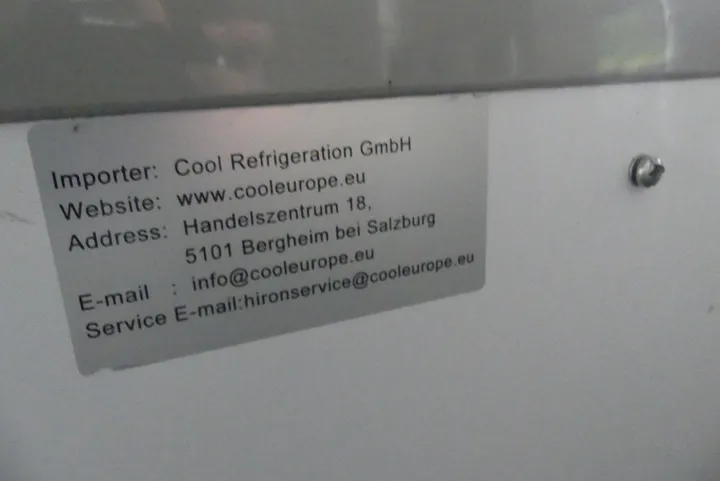 Importer: Cool Refrigeration GmbH
Website: www.cooleurope.eu
Address: Handelszentrum 18,
5101 Bergheim bei Salzburg
E-mail : info@cooleurope.eu
Service E-mail:hironservice@cooleurope.eu